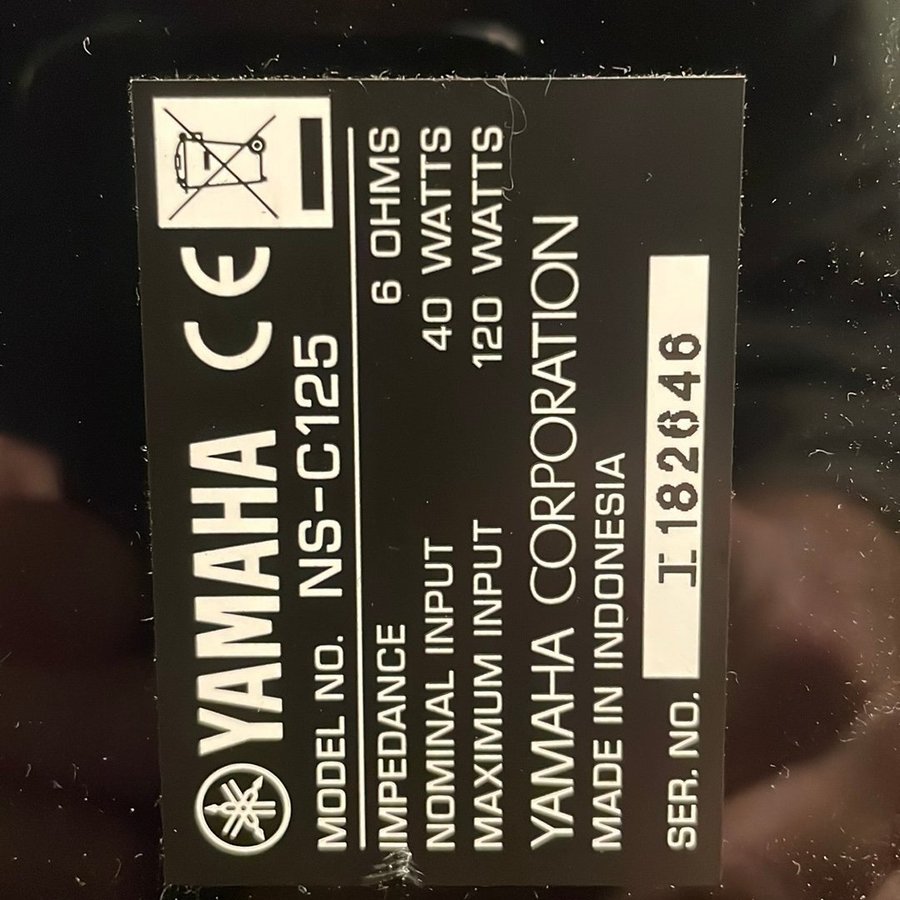 YAMAHA CE
MODEL NO. NS-C125
IMPEDANCE 6 OHMS
NOMINAL INPUT 40 WATTS
MAXIMUM INPUT 120 WATTS
YAMAHA CORPORATION
MADE IN INDONESIA
SER. NO. I182646